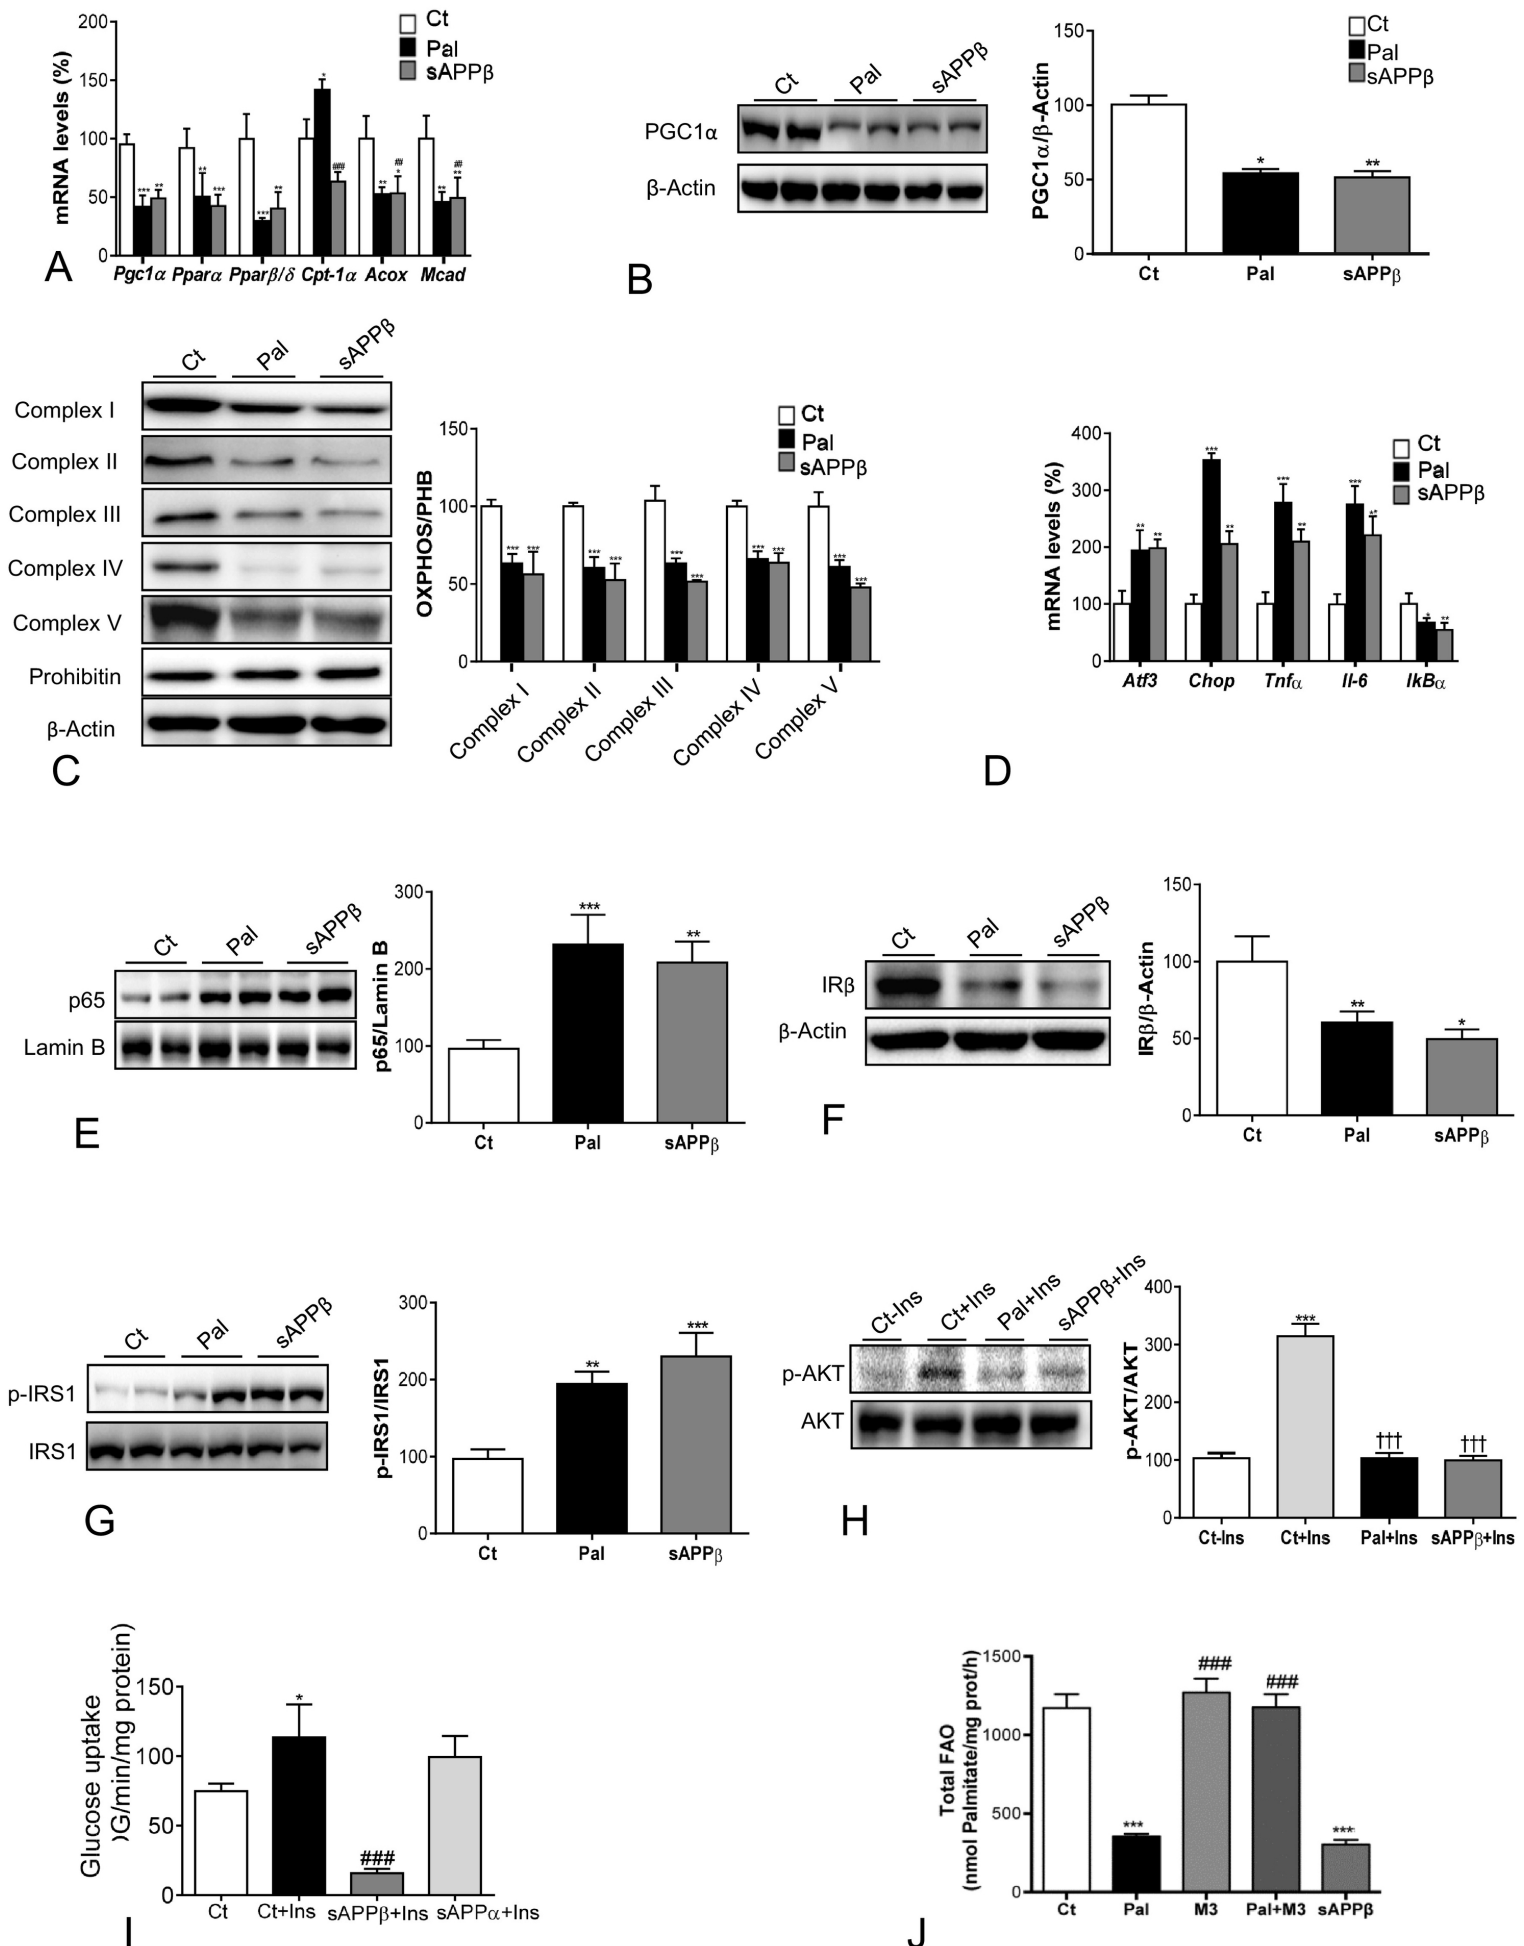 200
150
100
50
0
mRNA levels (%)
Ct
Pal
sAPPβ
*
###
*** ** ** *** *** ** ** * ## ** ** ##
Pgc1α Pparα Pparβ/δ Cpt-1α Acox Mcad
A
Ct Pal sAPPβ
PGC1α
β-Actin
B
150
100
50
0
PGC1α/β-Actin
Ct
Pal
sAPPβ
* **
Ct Pal sAPPβ
Ct Pal sAPPβ
Complex I
Complex II
Complex III
Complex IV
Complex V
Prohibitin
β-Actin
C
150
100
50
0
OXPHOS/PHB
Ct
Pal
sAPPβ
*** *** *** *** *** *** *** *** *** ***
Complex I Complex II Complex III Complex IV Complex V
400
300
200
100
0
mRNA levels (%)
Ct
Pal
sAPPβ
** ** *** ** *** ** *** ** * **
Atf3 Chop Tnfα Il-6 IkBα
D
Ct Pal sAPPβ
p65
Lamin B
E
300
200
100
0
p65/Lamin B
*** **
Ct Pal sAPPβ
Ct Pal sAPPβ
IRβ
β-Actin
F
150
100
50
0
IRβ/β-Actin
** *
Ct Pal sAPPβ
Ct Pal sAPPβ
p-IRS1
IRS1
G
300
200
100
0
p-IRS1/IRS1
** ***
Ct Pal sAPPβ
Ct-Ins Ct+Ins Pal+Ins sAPPβ+Ins
p-AKT
AKT
H
400
300
200
100
0
p-AKT/AKT
*** ††† †††
Ct-Ins Ct+Ins Pal+Ins sAPPβ+Ins
150
100
50
0
Glucose uptake
)G/min/mg protein)
* ###
Ct Ct+Ins sAPPβ+Ins sAPPα+Ins
I
1500
1000
500
0
Total FAO
(nmol Palmitate/mg prot/h)
*** ### ### ***
Ct Pal M3 Pal+M3 sAPPβ
J